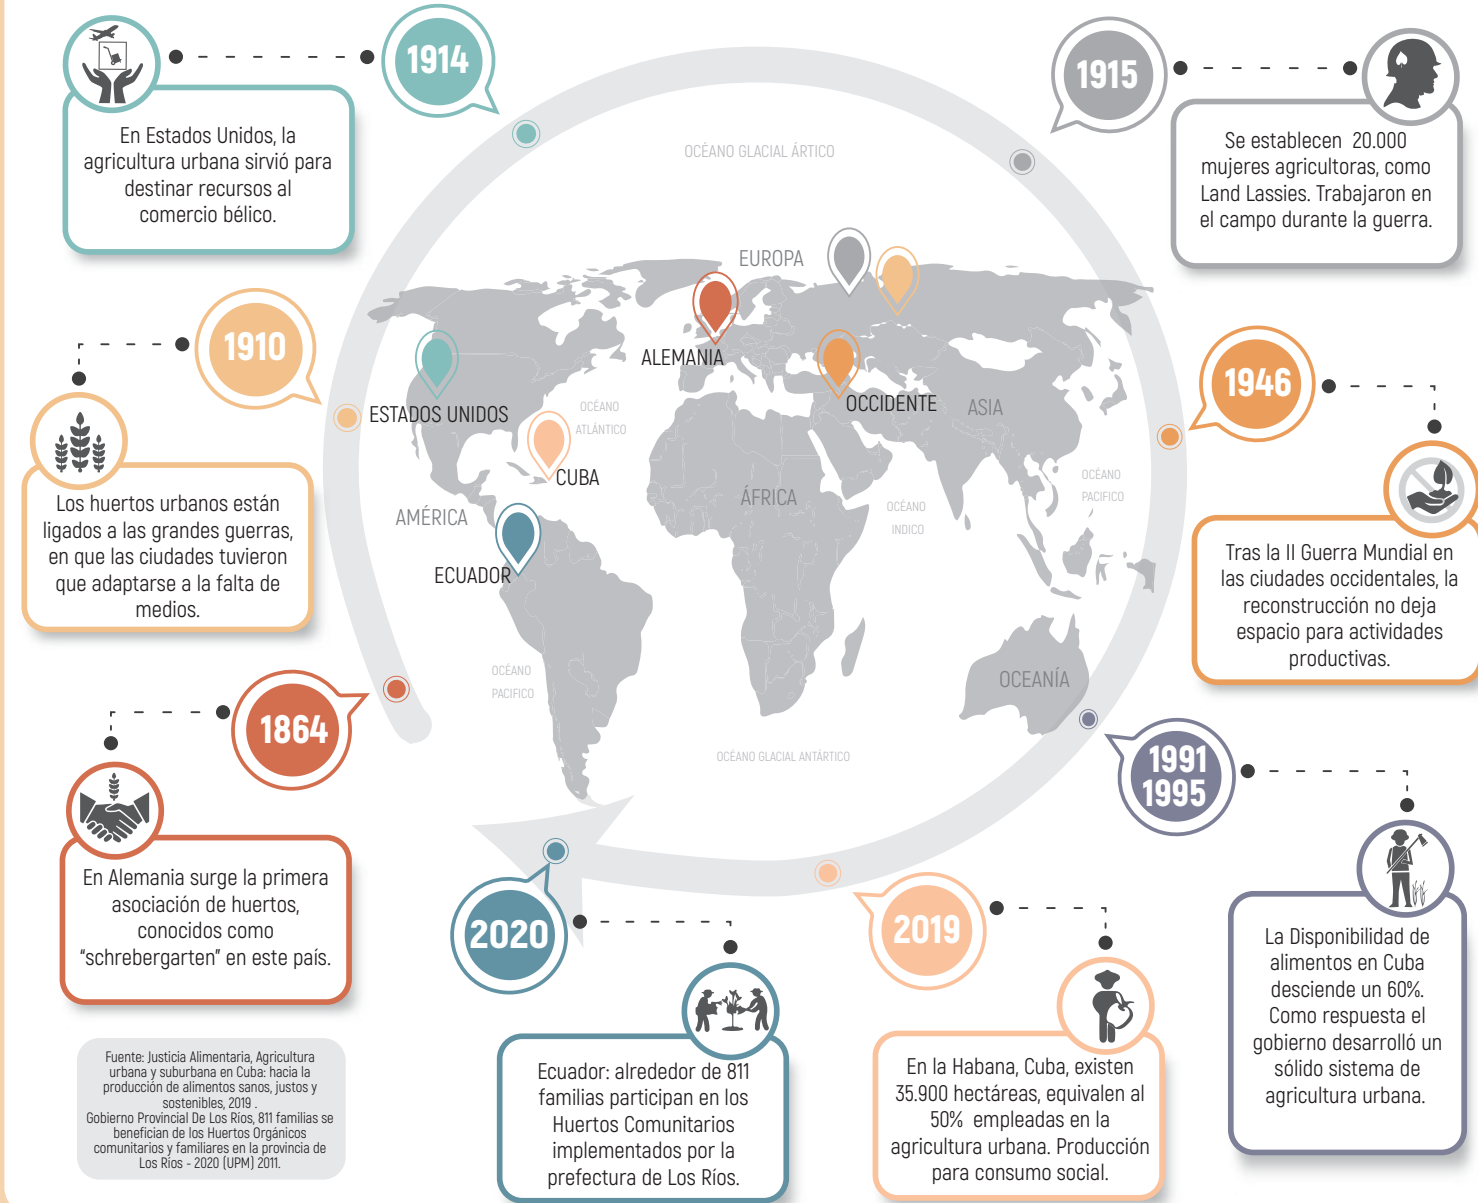 1914
En Estados Unidos, la
agricultura urbana sirvió para
destinar recursos al
comercio bélico.
1915
Se establecen 20.000
mujeres agricultoras, como
Land Lassies. Trabajaron en
el campo durante la guerra.
OCÉANO GLACIAL ÁRTICO
EUROPA
ALEMANIA
OCCIDENTE
ASIA
ESTADOS UNIDOS
OCÉANO
ATLÁNTICO
CUBA
AMÉRICA
ECUADOR
ÁFRICA
OCÉANO
INDICO
OCÉANO
PACIFICO
OCÉANO
PACIFICO
OCEANÍA
OCÉANO GLACIAL ANTÁRTICO
1910
Los huertos urbanos están
ligados a las grandes guerras,
en que las ciudades tuvieron
que adaptarse a la falta de
medios.
1946
Tras la II Guerra Mundial en
las ciudades occidentales, la
reconstrucción no deja
espacio para actividades
productivas.
1864
En Alemania surge la primera
asociación de huertos,
conocidos como
"schrebergarten" en este país.
1991
1995
La Disponibilidad de
alimentos en Cuba
desciende un 60%.
Como respuesta el
gobierno desarrolló un
sólido sistema de
agricultura urbana.
2020
Ecuador: alrededor de 811
familias participan en los
Huertos Comunitarios
implementados por la
prefectura de Los Ríos.
2019
En la Habana, Cuba, existen
35.900 hectáreas, equivalen al
50% empleadas en la
agricultura urbana. Producción
para consumo social.
Fuente: Justicia Alimentaria, Agricultura
urbana y suburbana en Cuba: hacia la
producción de alimentos sanos, justos y
sostenibles, 2019 .
Gobierno Provincial De Los Ríos, 811 familias se
benefician de los Huertos Orgánicos
comunitarios y familiares en la provincia de
Los Ríos - 2020 (UPM) 2011.